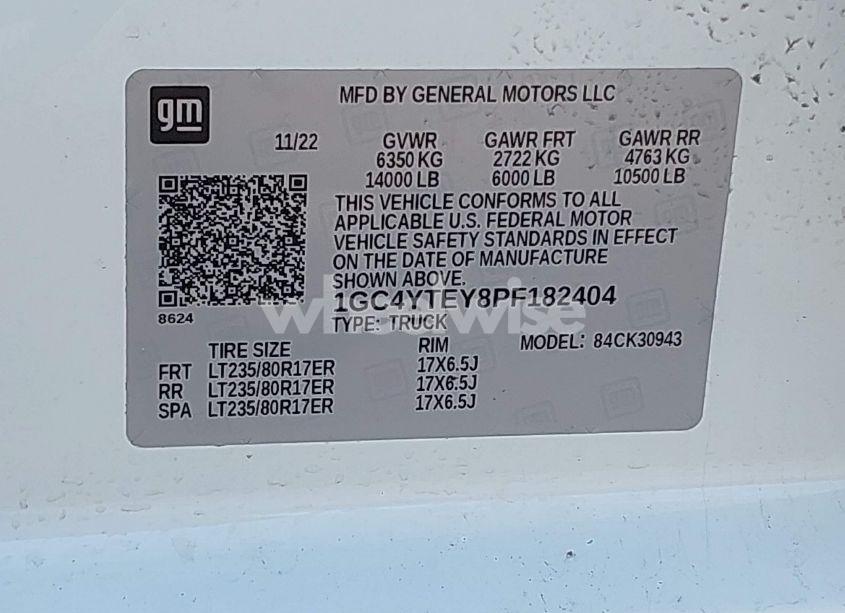 gm
MFD BY GENERAL MOTORS LLC
11/22 GVWR GAWR FRT GAWR RR
6350 KG 2722 KG 4763 KG
14000 LB 6000 LB 10500 LB
THIS VEHICLE CONFORMS TO ALL
APPLICABLE U.S. FEDERAL MOTOR
VEHICLE SAFETY STANDARDS IN EFFECT
ON THE DATE OF MANUFACTURE
SHOWN ABOVE.
1GC4YTEY8PF182404
wheelwise
8624
TYPE: TRUCK
TIRE SIZE RIM MODEL: 84CK30943
FRT LT235/80R17ER 17X6.5J
RR LT235/80R17ER 17X6.5J
SPA LT235/80R17ER 17X6.5J